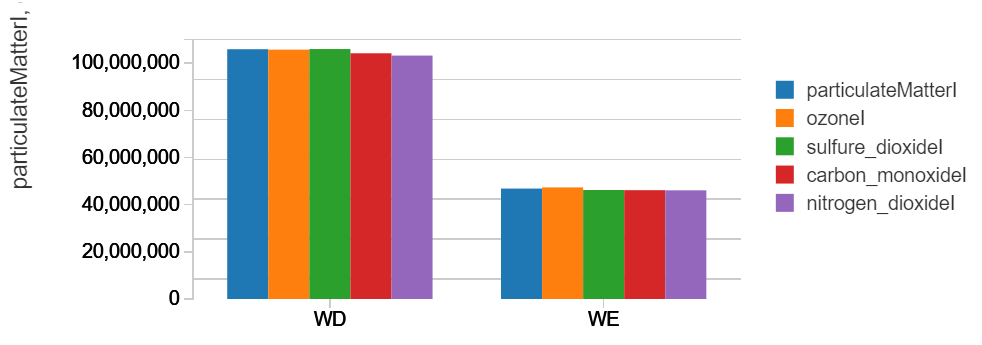 particulateMatterI,
100,000,000
80,000,000
60,000,000
40,000,000
20,000,000
0
WD
WE
particulateMatterI
ozoneI
sulfure_dioxideI
carbon_monoxideI
nitrogen_dioxideI